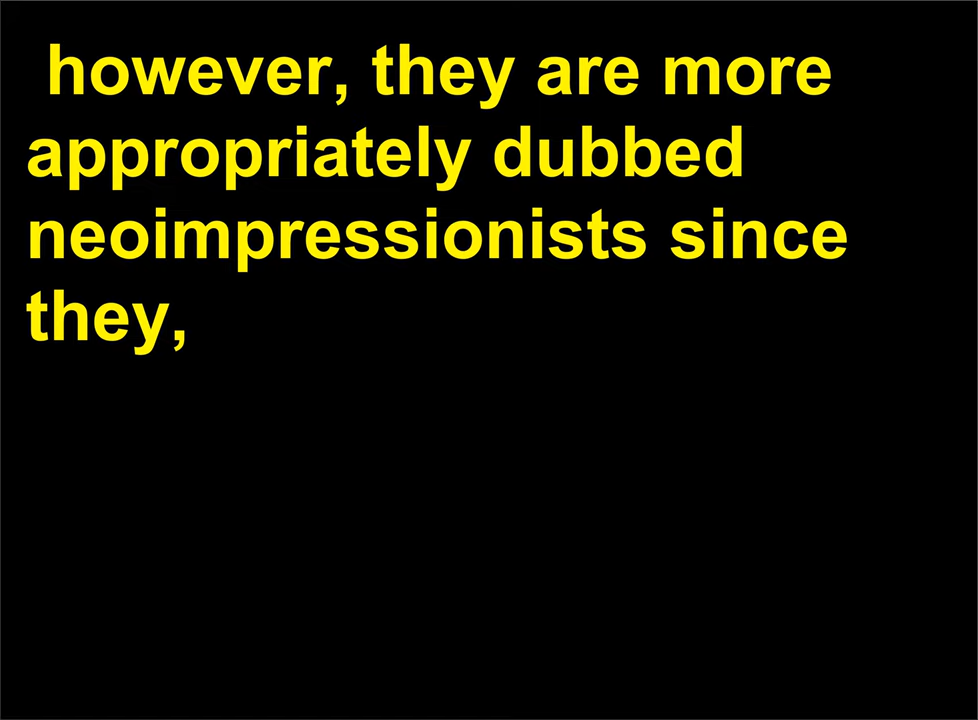 however, they are more
appropriately dubbed
neoimpressionists since
they,